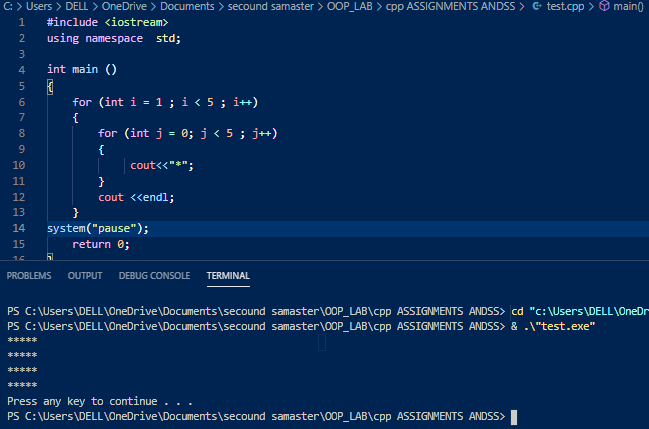 C: > Users > DELL > OneDrive > Documents > secound samaster > OOP_LAB > cpp ASSIGNMENTS ANDSS > test.cpp > main()
1 #include <iostream>
2 using namespace  std;
3
4 int main ()
5 {
6     for (int i = 1 ; i < 5 ; i++)
7     {
8         for (int j = 0; j < 5 ; j++)
9         {
10             cout<<"*";
11         }
12         cout <<endl;
13     }
14 system("pause");
15     return 0;
16 }
PROBLEMS OUTPUT DEBUG CONSOLE TERMINAL
PS C:\Users\DELL\OneDrive\Documents\secound samaster\OOP_LAB\cpp ASSIGNMENTS ANDSS> cd "c:\Users\DELL\OneDri
PS C:\Users\DELL\OneDrive\Documents\secound samaster\OOP_LAB\cpp ASSIGNMENTS ANDSS> & .\"test.exe"
*****
*****
*****
*****
Press any key to continue . . .
PS C:\Users\DELL\OneDrive\Documents\secound samaster\OOP_LAB\cpp ASSIGNMENTS ANDSS>